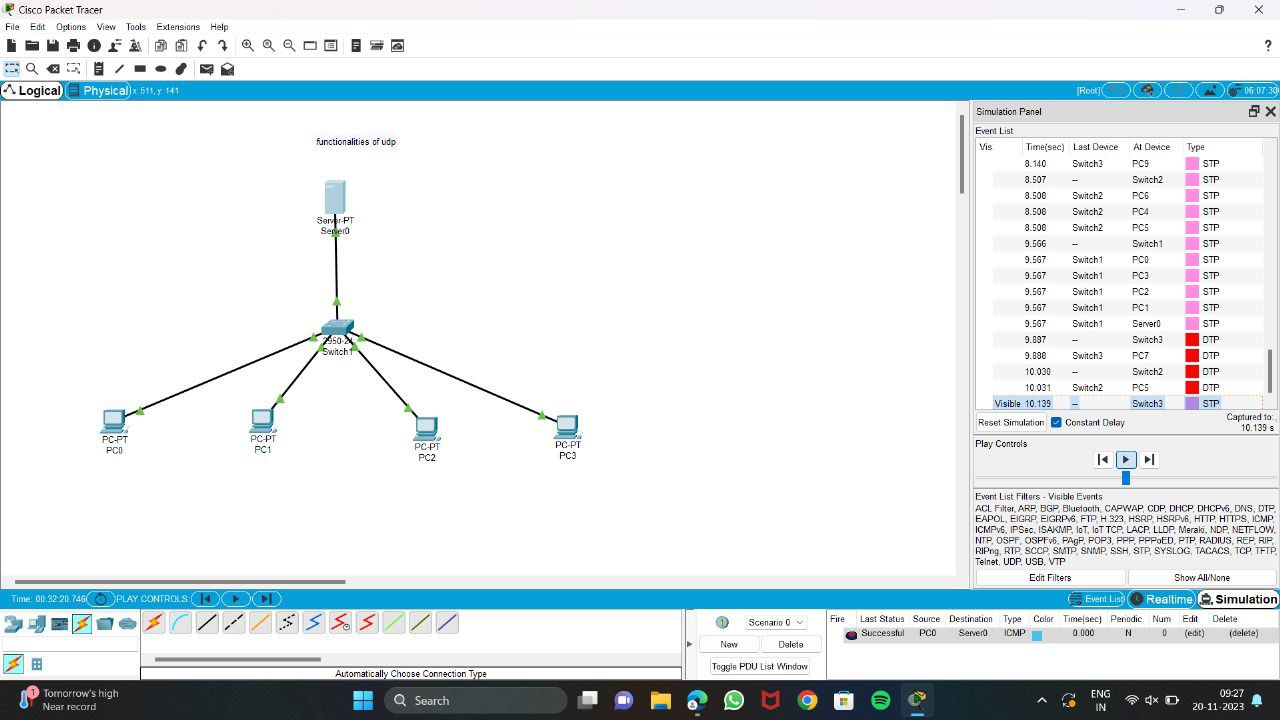 Cisco Packet Tracer
File Edit Options View Tools Extensions Help
?
Logical Physical x: 511, y: 141 [Root] 06:07:30
functionalities of udp
Server-PT
Server0
2950-24
Switch1
PC-PT
PC0
PC-PT
PC1
PC-PT
PC2
PC-PT
PC3
Simulation Panel
Event List
Vis. Time(sec) Last Device At Device Type
8.140 Switch3 PC9 STP
8.507 -- Switch2 STP
8.508 Switch2 PC6 STP
8.508 Switch2 PC4 STP
8.508 Switch2 PC5 STP
9.566 -- Switch1 STP
9.567 Switch1 PC0 STP
9.567 Switch1 PC3 STP
9.567 Switch1 PC2 STP
9.567 Switch1 PC1 STP
9.567 Switch1 Server0 STP
9.887 -- Switch3 DTP
9.888 Switch3 PC7 DTP
10.030 -- Switch2 DTP
10.031 Switch2 PC5 DTP
Visible 10.139 -- Switch3 STP
Reset Simulation Constant Delay Captured to:
10.139 s
Play Controls
Event List Filters - Visible Events
ACL Filter, ARP, BGP, Bluetooth, CAPWAP, CDP, DHCP, DHCPv6, DNS, DTP,
EAPOL, EIGRP, EIGRPv6, FTP, H.323, HSRP, HSRPv6, HTTP, HTTPS, ICMP,
ICMPv6, IPSec, ISAKMP, IoT, IoT TCP, LACP, LLDP, Meraki, NDP, NETFLOW,
NTP, OSPF, OSPFv6, PAgP, POP3, PPP, PPPoED, PTP, RADIUS, REP, RIP,
RIPng, RTP, SCCP, SMTP, SNMP, SSH, STP, SYSLOG, TACACS, TCP, TFTP,
Telnet, UDP, USB, VTP
Edit Filters Show All/None
Time: 00:32:20.746 PLAY CONTROLS: Event List Realtime Simulation
Scenario 0
New Delete
Toggle PDU List Window
Fire Last Status Source Destination Type Color Time(sec) Periodic Num Edit Delete
Successful PC0 Server0 ICMP 0.000 N 0 (edit) (delete)
Automatically Choose Connection Type
1
Tomorrow's high
Near record
Search
ENG
IN
09:27
20-11-2023